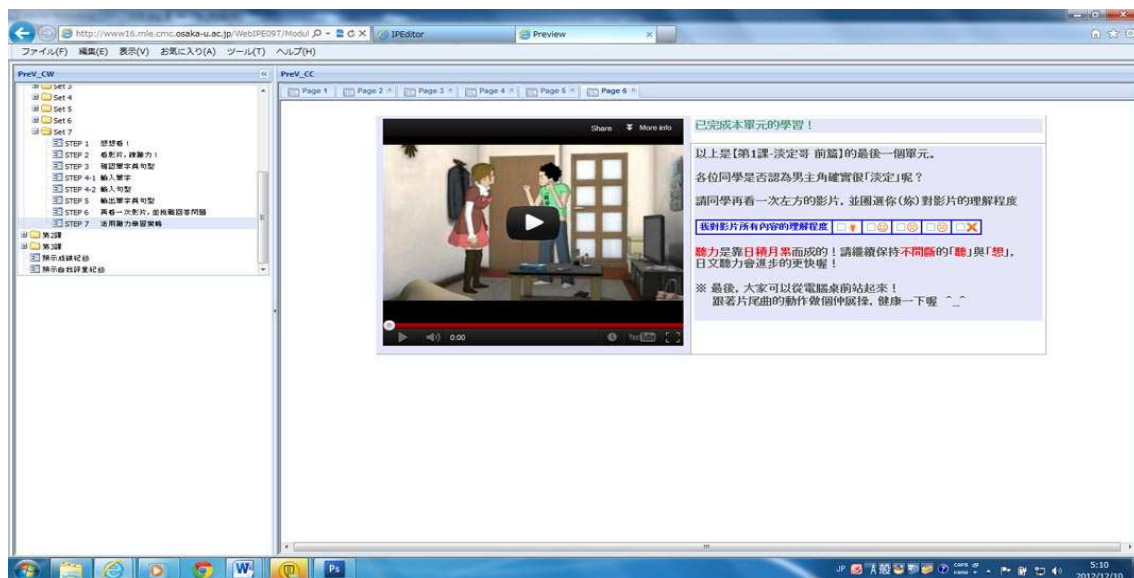 http://www16.mle.cmc.osaka-u.ac.jp/WebIPE09T/Modul
IPEditor
Preview
ファイル(F) 編集(E) 表示(V) お気に入り(A) ツール(T) ヘルプ(H)
PreV_CW
PreV_CC
Set 3
Set 4
Set 5
Set 6
Set 7
STEP 1 想想看!
STEP 2 看影片,練聽力!
STEP 3 確認單字與句型
STEP 4-1 輸入單字
STEP 4-2 輸入句型
STEP 5 輸出單字與句型
STEP 6 再看一次影片,並挑戰回答問題
STEP 7 活用聽力學習策略
第2課
第3課
顯示成績紀錄
顯示自我評量紀錄
Page 1 Page 2 Page 3 Page 4 Page 5 Page 6
Share More info
0:00
YouTube
已完成本單元的學習!
以上是【第1課-淡定哥 前篇】的最後一個單元。
各位同學是否認為男主角確實很「淡定」呢?
請同學再看一次左方的影片, 並圈選你(妳)對影片的理解程度
我對影片所有內容的理解程度
聽力是靠日積月累而成的!請繼續保持不間斷的「聽」與「想」,
日文聽力會進步的更快喔!
※ 最後, 大家可以從電腦桌前站起來!
跟著片尾曲的動作做個伸展操, 健康一下喔 ^_^
W
Ps
JP
A 般
CAPS
KANA
5:10
2012/12/10